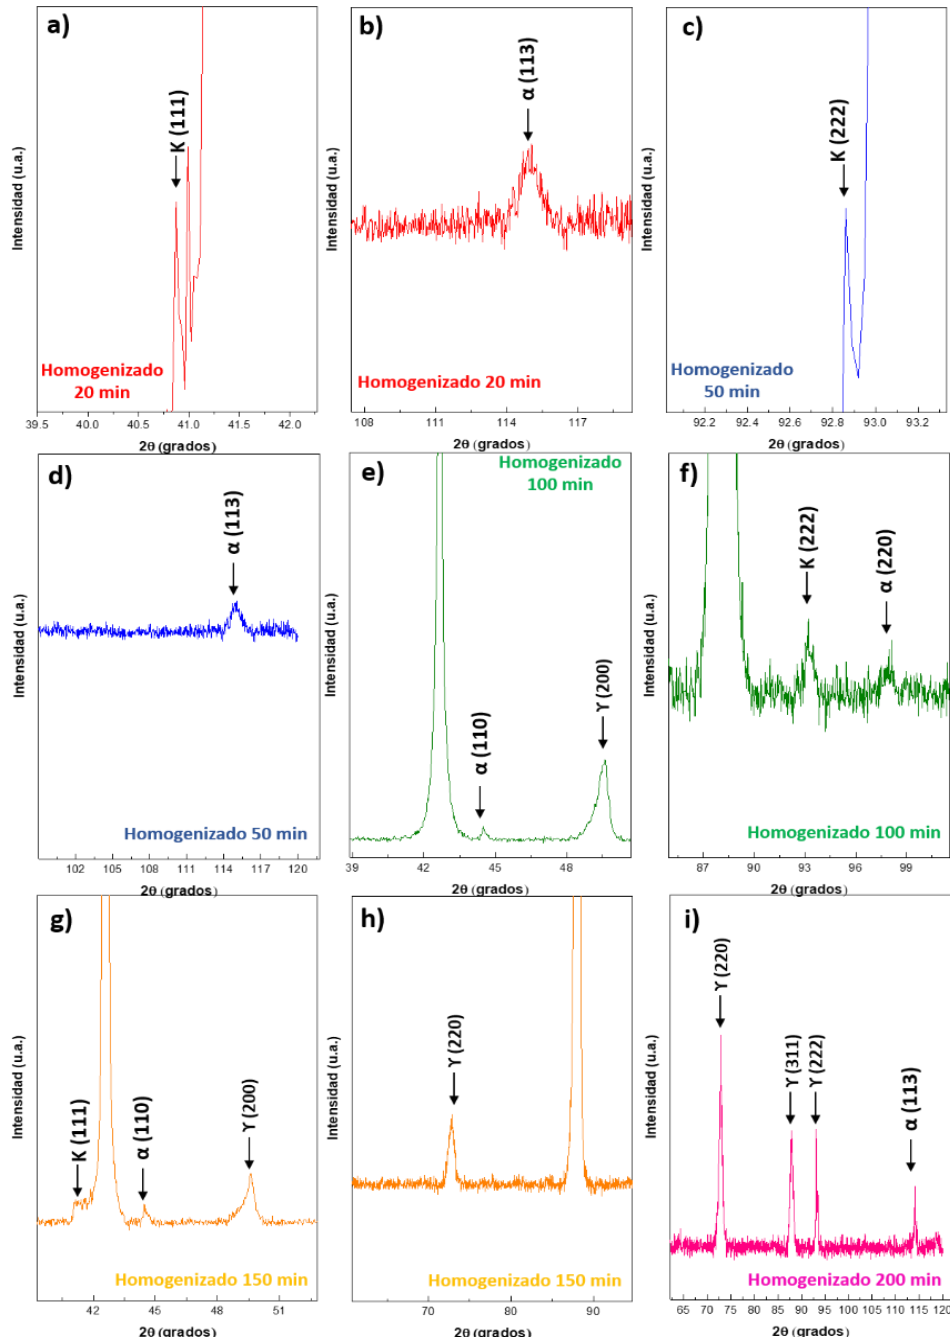 a)
K (111)
Intensidad (u.a.)
Homogenizado
20 min
39.5 40.0 40.5 41.0 41.5 42.0
2θ (grados)
b)
α (113)
Intensidad (u.a.)
Homogenizado 20 min
108 111 114 117
2θ (grados)
c)
K (222)
Intensidad (u.a.)
Homogenizado
50 min
92.2 92.4 92.6 92.8 93.0 93.2
2θ (grados)
d)
α (113)
Intensidad (u.a.)
Homogenizado 50 min
102 105 108 111 114 117 120
2θ (grados)
e)
Homogenizado
100 min
α (110)
ϒ (200)
Intensidad (u.a.)
39 42 45 48
2θ (grados)
f)
K (222)
α (220)
Intensidad (u.a.)
Homogenizado 100 min
87 90 93 96 99
2θ (grados)
g)
K (111)
α (110)
ϒ (200)
Intensidad (u.a.)
Homogenizado 150 min
42 45 48 51
2θ (grados)
h)
ϒ (220)
Intensidad (u.a.)
Homogenizado 150 min
70 80 90
2θ (grados)
i)
ϒ (220)
ϒ (311)
ϒ (222)
α (113)
Intensidad (u.a.)
Homogenizado 200 min
65 70 75 80 85 90 95 100 105 110 115 120
2θ (grados)